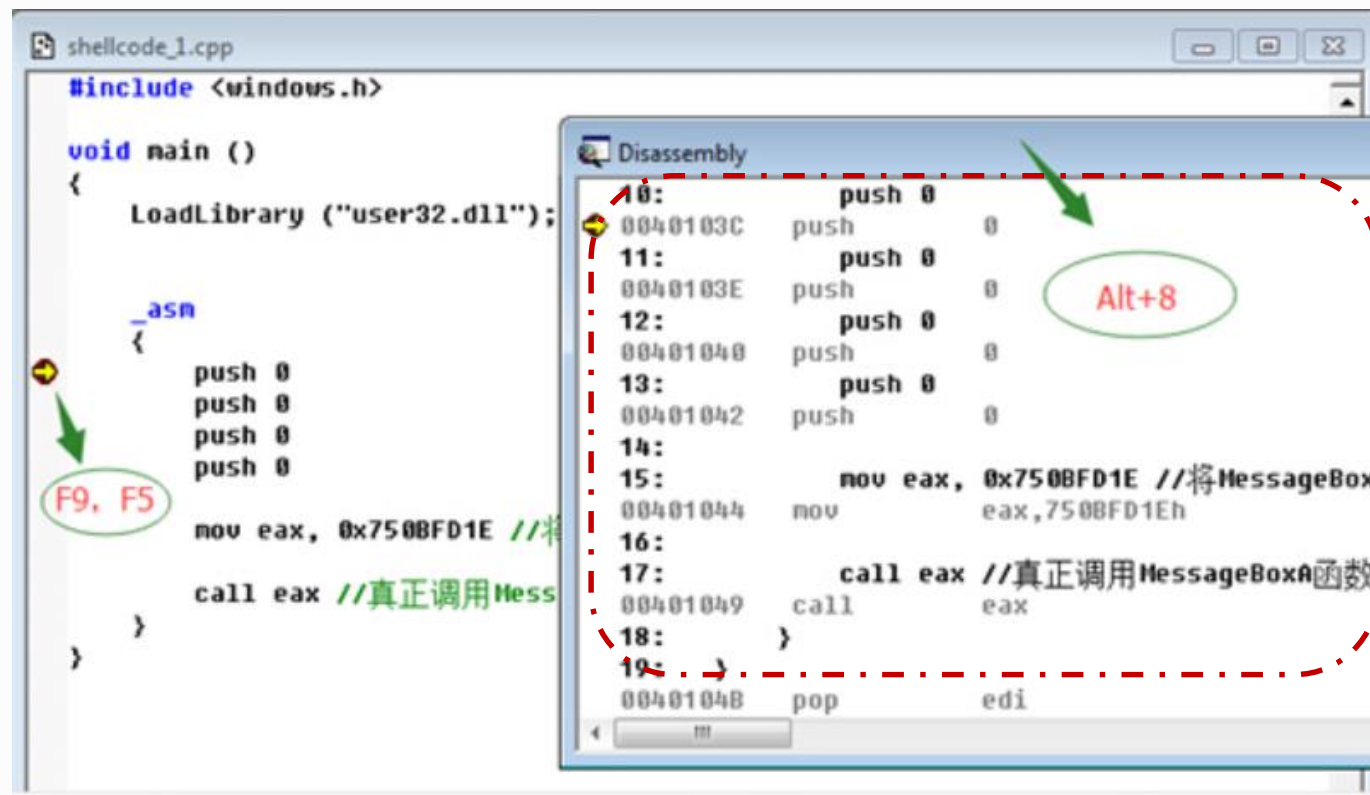 shellcode_1.cpp
#include <windows.h>
void main ()
{
LoadLibrary ("user32.dll");
_asm
{
push 0
push 0
push 0
push 0
mov eax, 0x750BFD1E //将
call eax //真正调用Mess
}
}
F9, F5
Disassembly
10: push 0
0040103C push 0
11: push 0
0040103E push 0
12: push 0
00401040 push 0
13: push 0
00401042 push 0
14:
15: mov eax, 0x750BFD1E //将MessageBox
00401044 mov eax,750BFD1Eh
16:
17: call eax //真正调用MessageBoxA函数
00401049 call eax
18: }
19: }
0040104B pop edi
Alt+8